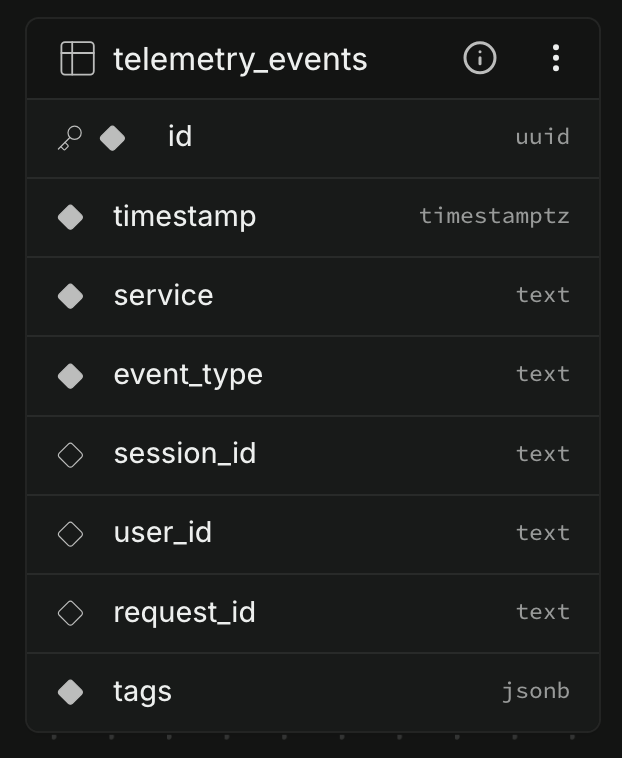 telemetry_events
id uuid
timestamp timestamptz
service text
event_type text
session_id text
user_id text
request_id text
tags jsonb